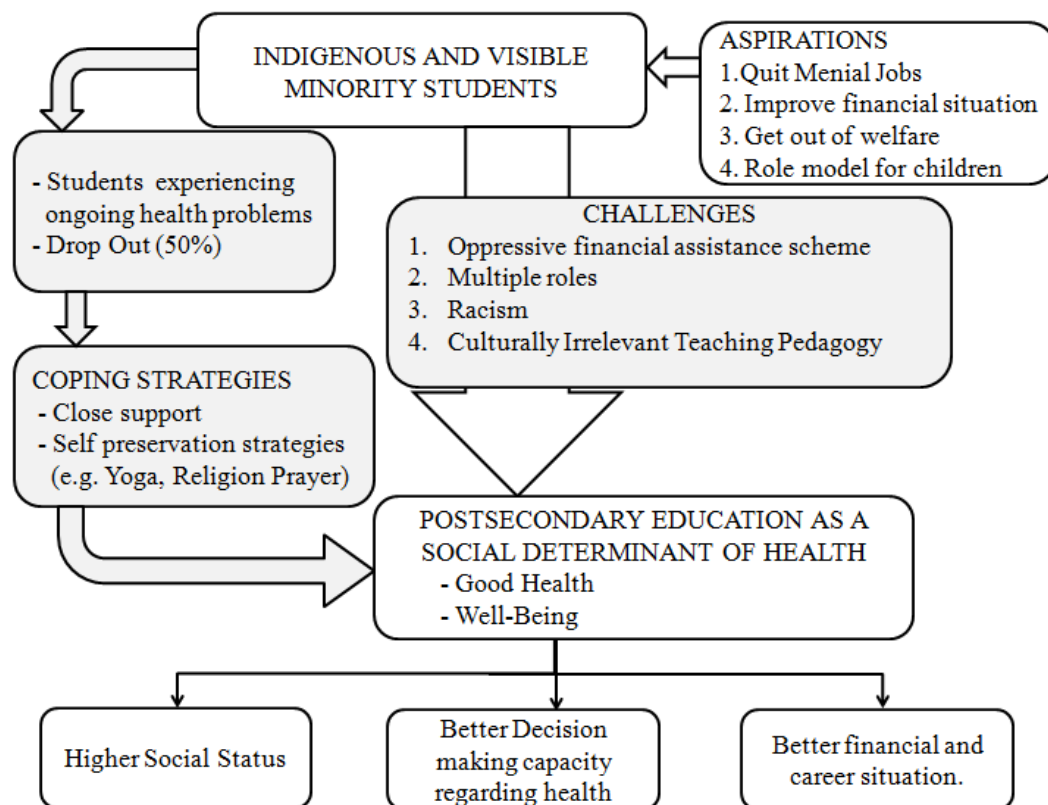 INDIGENOUS AND VISIBLE
MINORITY STUDENTS
ASPIRATIONS
1.Quit Menial Jobs
2. Improve financial situation
3. Get out of welfare
4. Role model for children
- Students experiencing
ongoing health problems
- Drop Out (50%)
CHALLENGES
1. Oppressive financial assistance scheme
2. Multiple roles
3. Racism
4. Culturally Irrelevant Teaching Pedagogy
COPING STRATEGIES
- Close support
- Self preservation strategies
(e.g. Yoga, Religion Prayer)
POSTSECONDARY EDUCATION AS A
SOCIAL DETERMINANT OF HEALTH
- Good Health
- Well-Being
Higher Social Status
Better Decision
making capacity
regarding health
Better financial and
career situation.